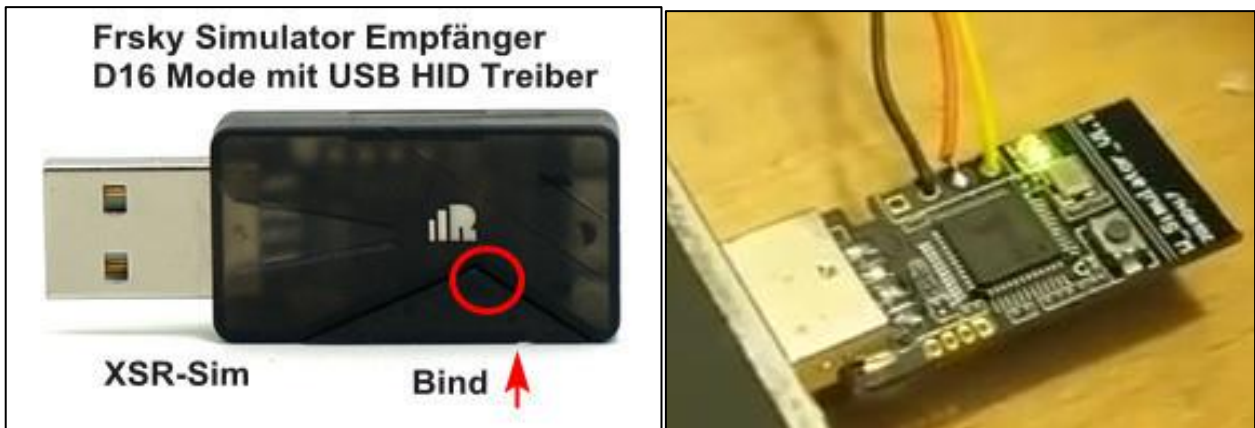 Frsky Simulator Empfänger
D16 Mode mit USB HID Treiber
R
XSR-Sim
Bind